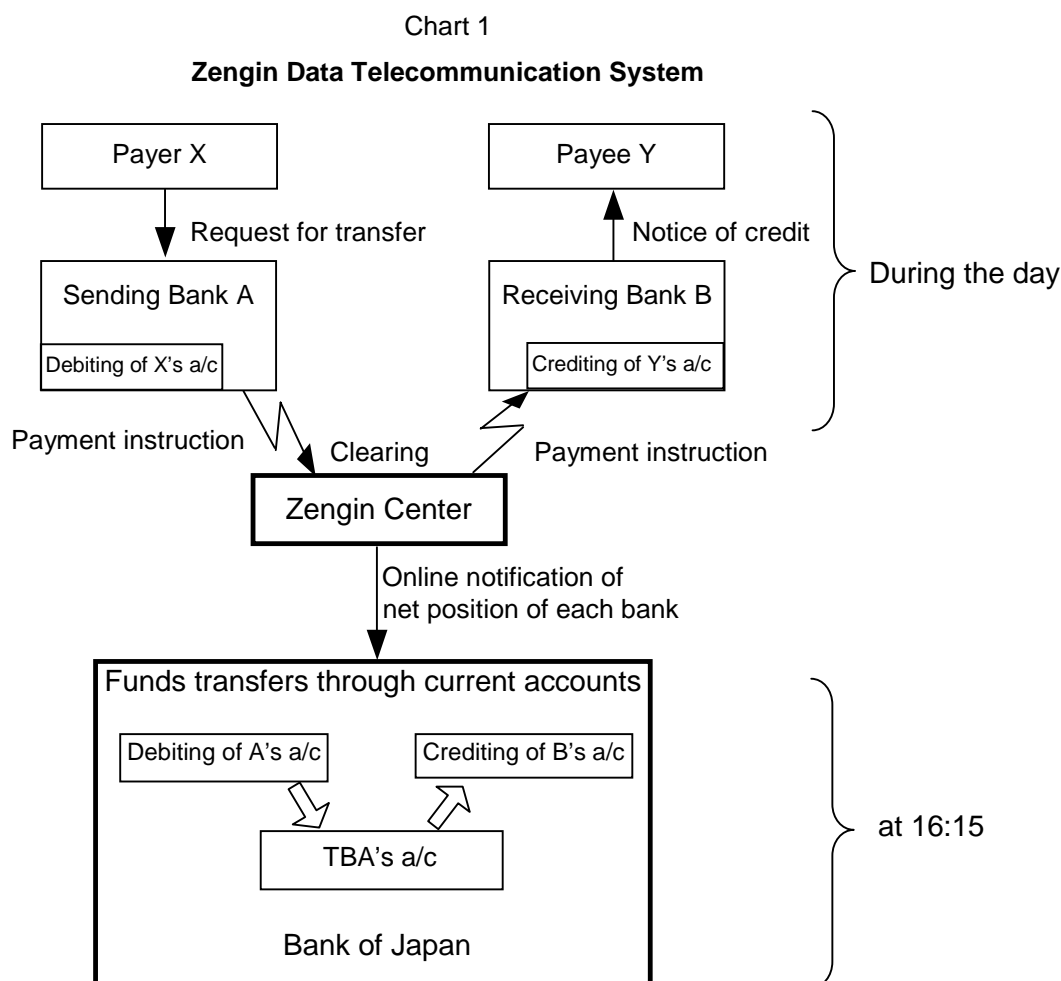 Chart 1
Zengin Data Telecommunication System
Payer X
Payee Y
Request for transfer
Notice of credit
During the day
Sending Bank A
Receiving Bank B
Debiting of X's a/c
Crediting of Y's a/c
Payment instruction
Clearing
Payment instruction
Zengin Center
Online notification of
net position of each bank
Funds transfers through current accounts
Debiting of A's a/c
Crediting of B's a/c
at 16:15
TBA's a/c
Bank of Japan